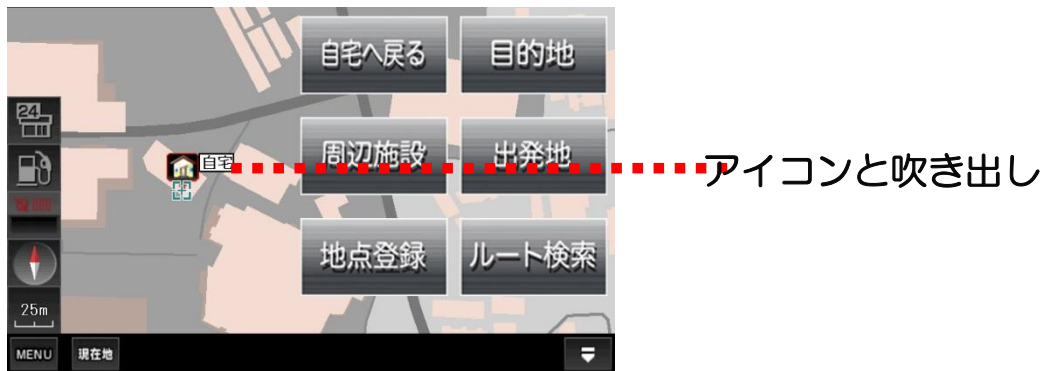 自宅へ戻る 目的地
24
自宅
周辺施設 出発地
アイコンと吹き出し
地点登録 ルート検索
25m
MENU 現在地